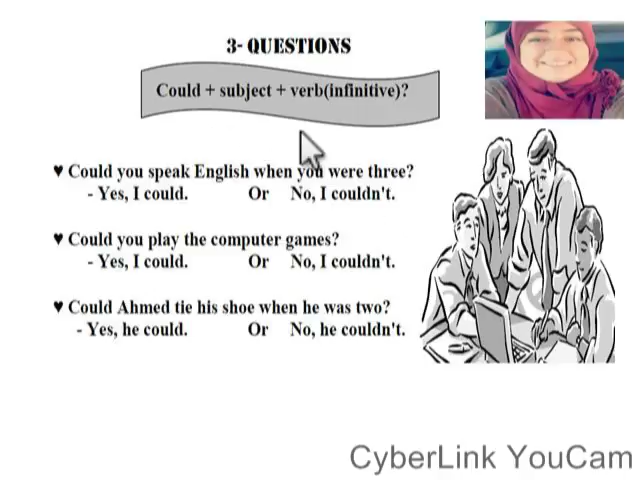 3- QUESTIONS
Could + subject + verb(infinitive)?
♥ Could you speak English when you were three?
- Yes, I could. Or No, I couldn't.
♥ Could you play the computer games?
- Yes, I could. Or No, I couldn't.
♥ Could Ahmed tie his shoe when he was two?
- Yes, he could. Or No, he couldn't.
CyberLink YouCam